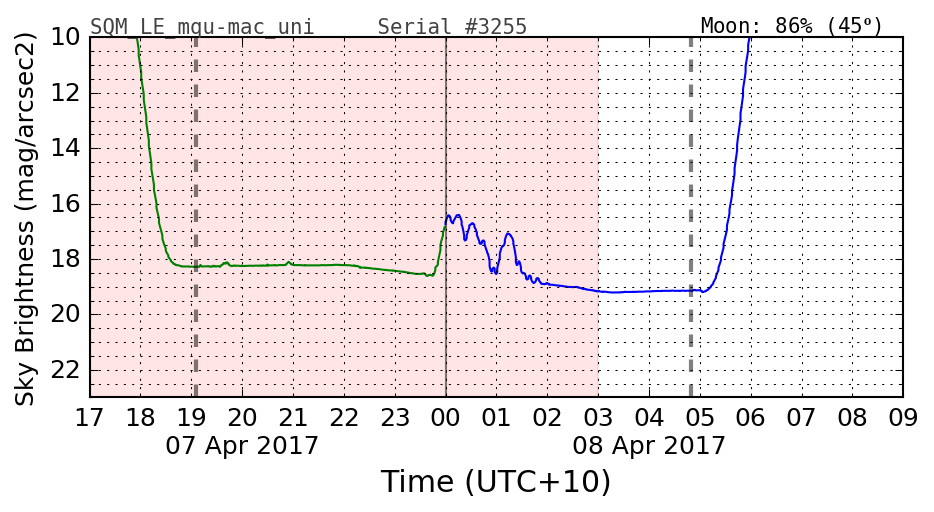 SQM_LE_mqu-mac_uni Serial #3255 Moon: 86% (45º)
Sky Brightness (mag/arcsec2)
10
12
14
16
18
20
22
17 18 19 20 21 22 23 00 01 02 03 04 05 06 07 08 09
07 Apr 2017 08 Apr 2017
Time (UTC+10)